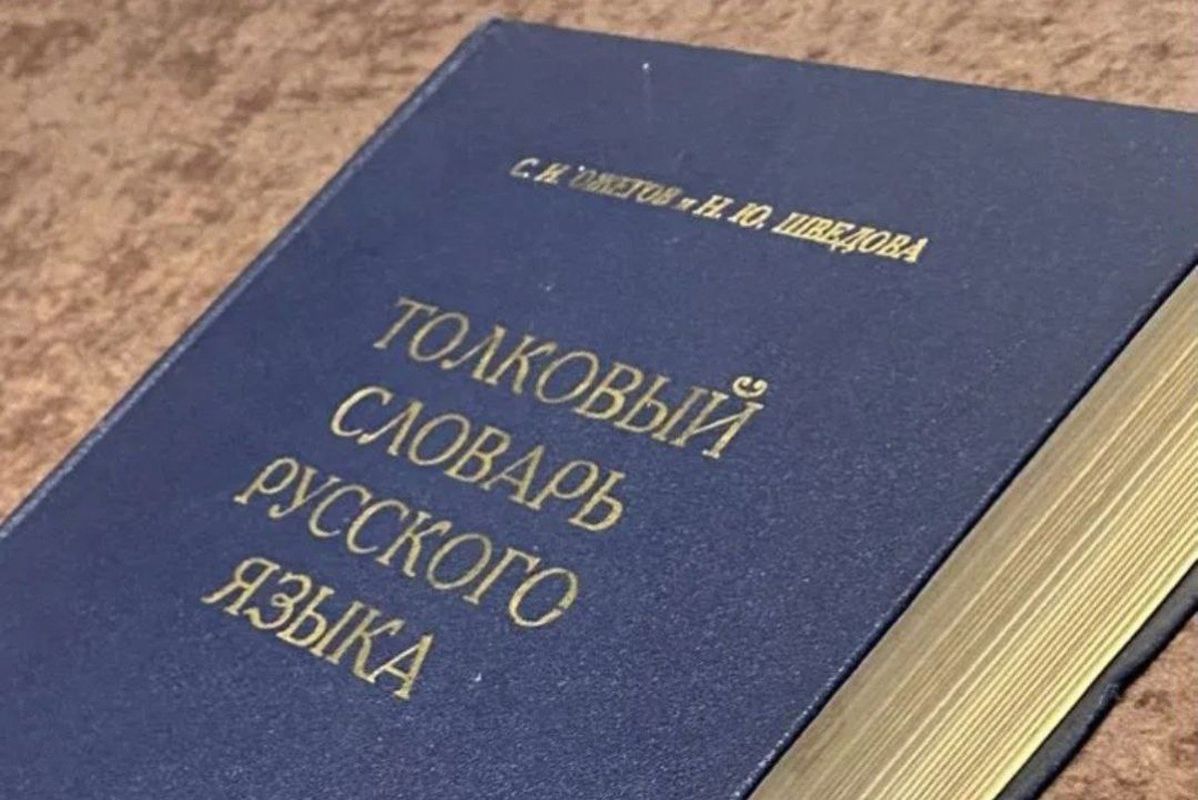 С. И. ОЖЕГОВ и Н. Ю. ШВЕДОВА
ТОЛКОВЫЙ
СЛОВАРЬ
РУССКОГО
ЯЗЫКА